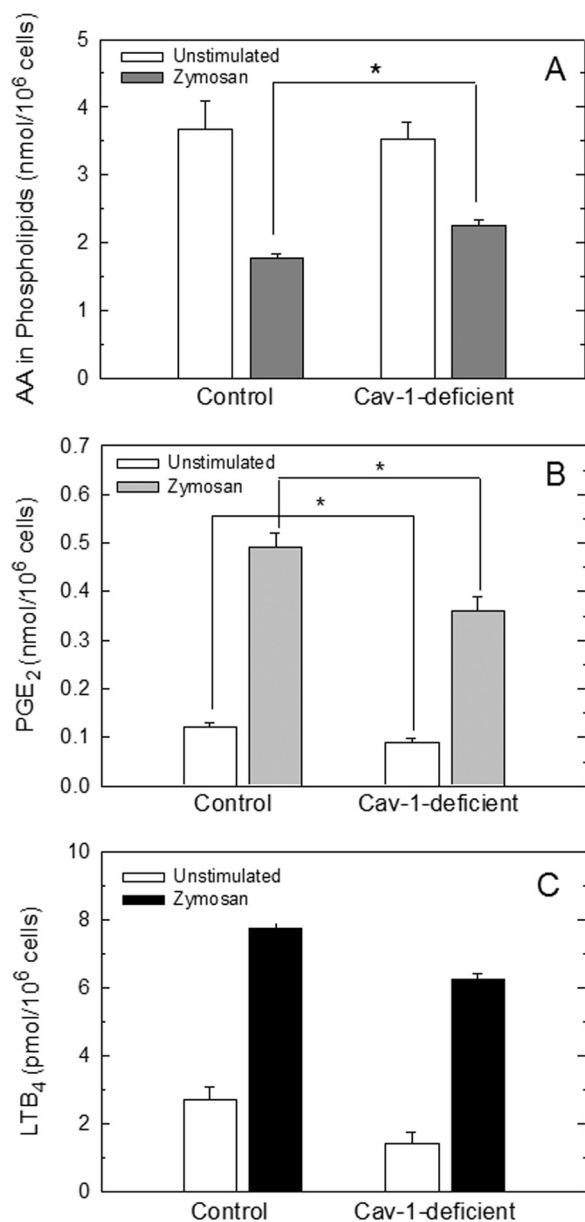 Unstimulated
Zymosan
A
*
AA in Phospholipids (nmol/10⁶ cells)
5
4
3
2
1
0
Control Cav-1-deficient
Unstimulated
Zymosan
B
*
*
PGE₂ (nmol/10⁶ cells)
0.7
0.6
0.5
0.4
0.3
0.2
0.1
0.0
Control Cav-1-deficient
Unstimulated
Zymosan
C
LTB₄ (pmol/10⁶ cells)
10
8
6
4
2
0
Control Cav-1-deficient